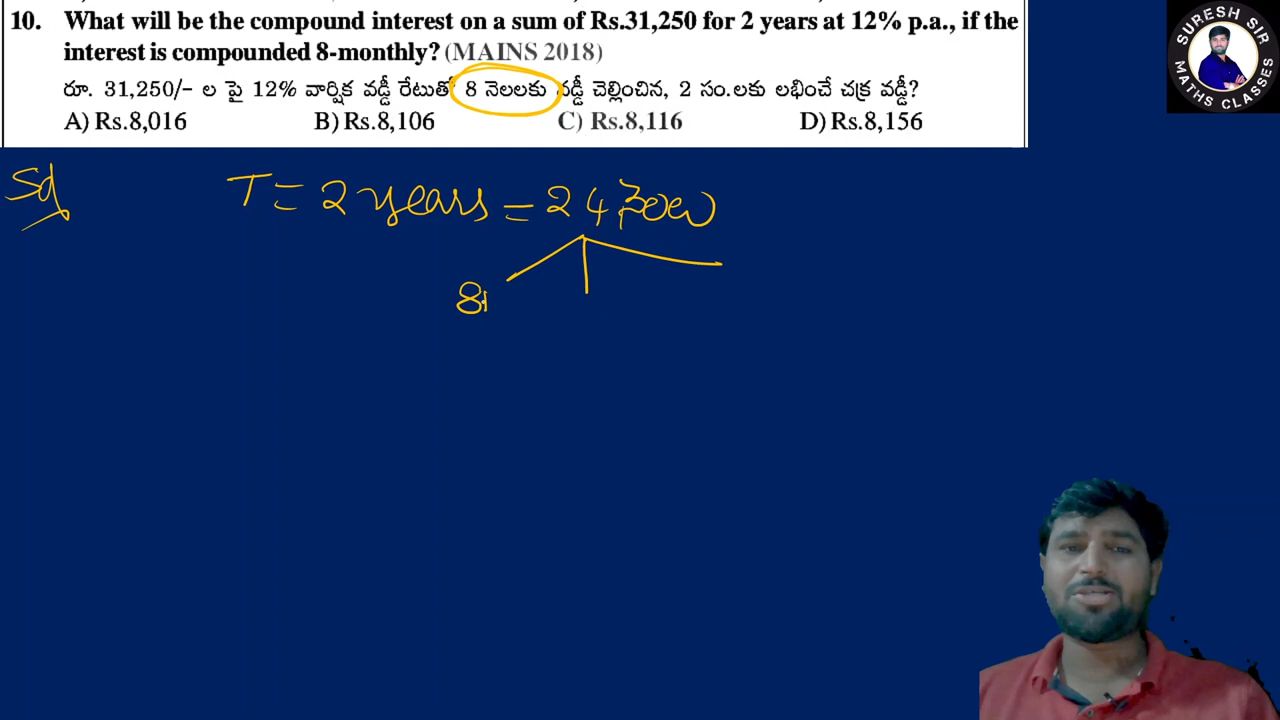 10. What will be the compound interest on a sum of Rs.31,250 for 2 years at 12% p.a., if the
interest is compounded 8-monthly? (MAINS 2018)
రూ. 31,250/- ల పై 12% వార్షిక వడ్డీ రేటుతో 8 నెలలకు వడ్డీ చెల్లించిన, 2 సం.లకు లభించే చక్ర వడ్డీ?
A) Rs.8,016 B) Rs.8,106 C) Rs.8,116 D) Rs.8,156
SURESH SIR
MATHS CLASSES
Sol
T = 2 years = 24 నెలలు
8